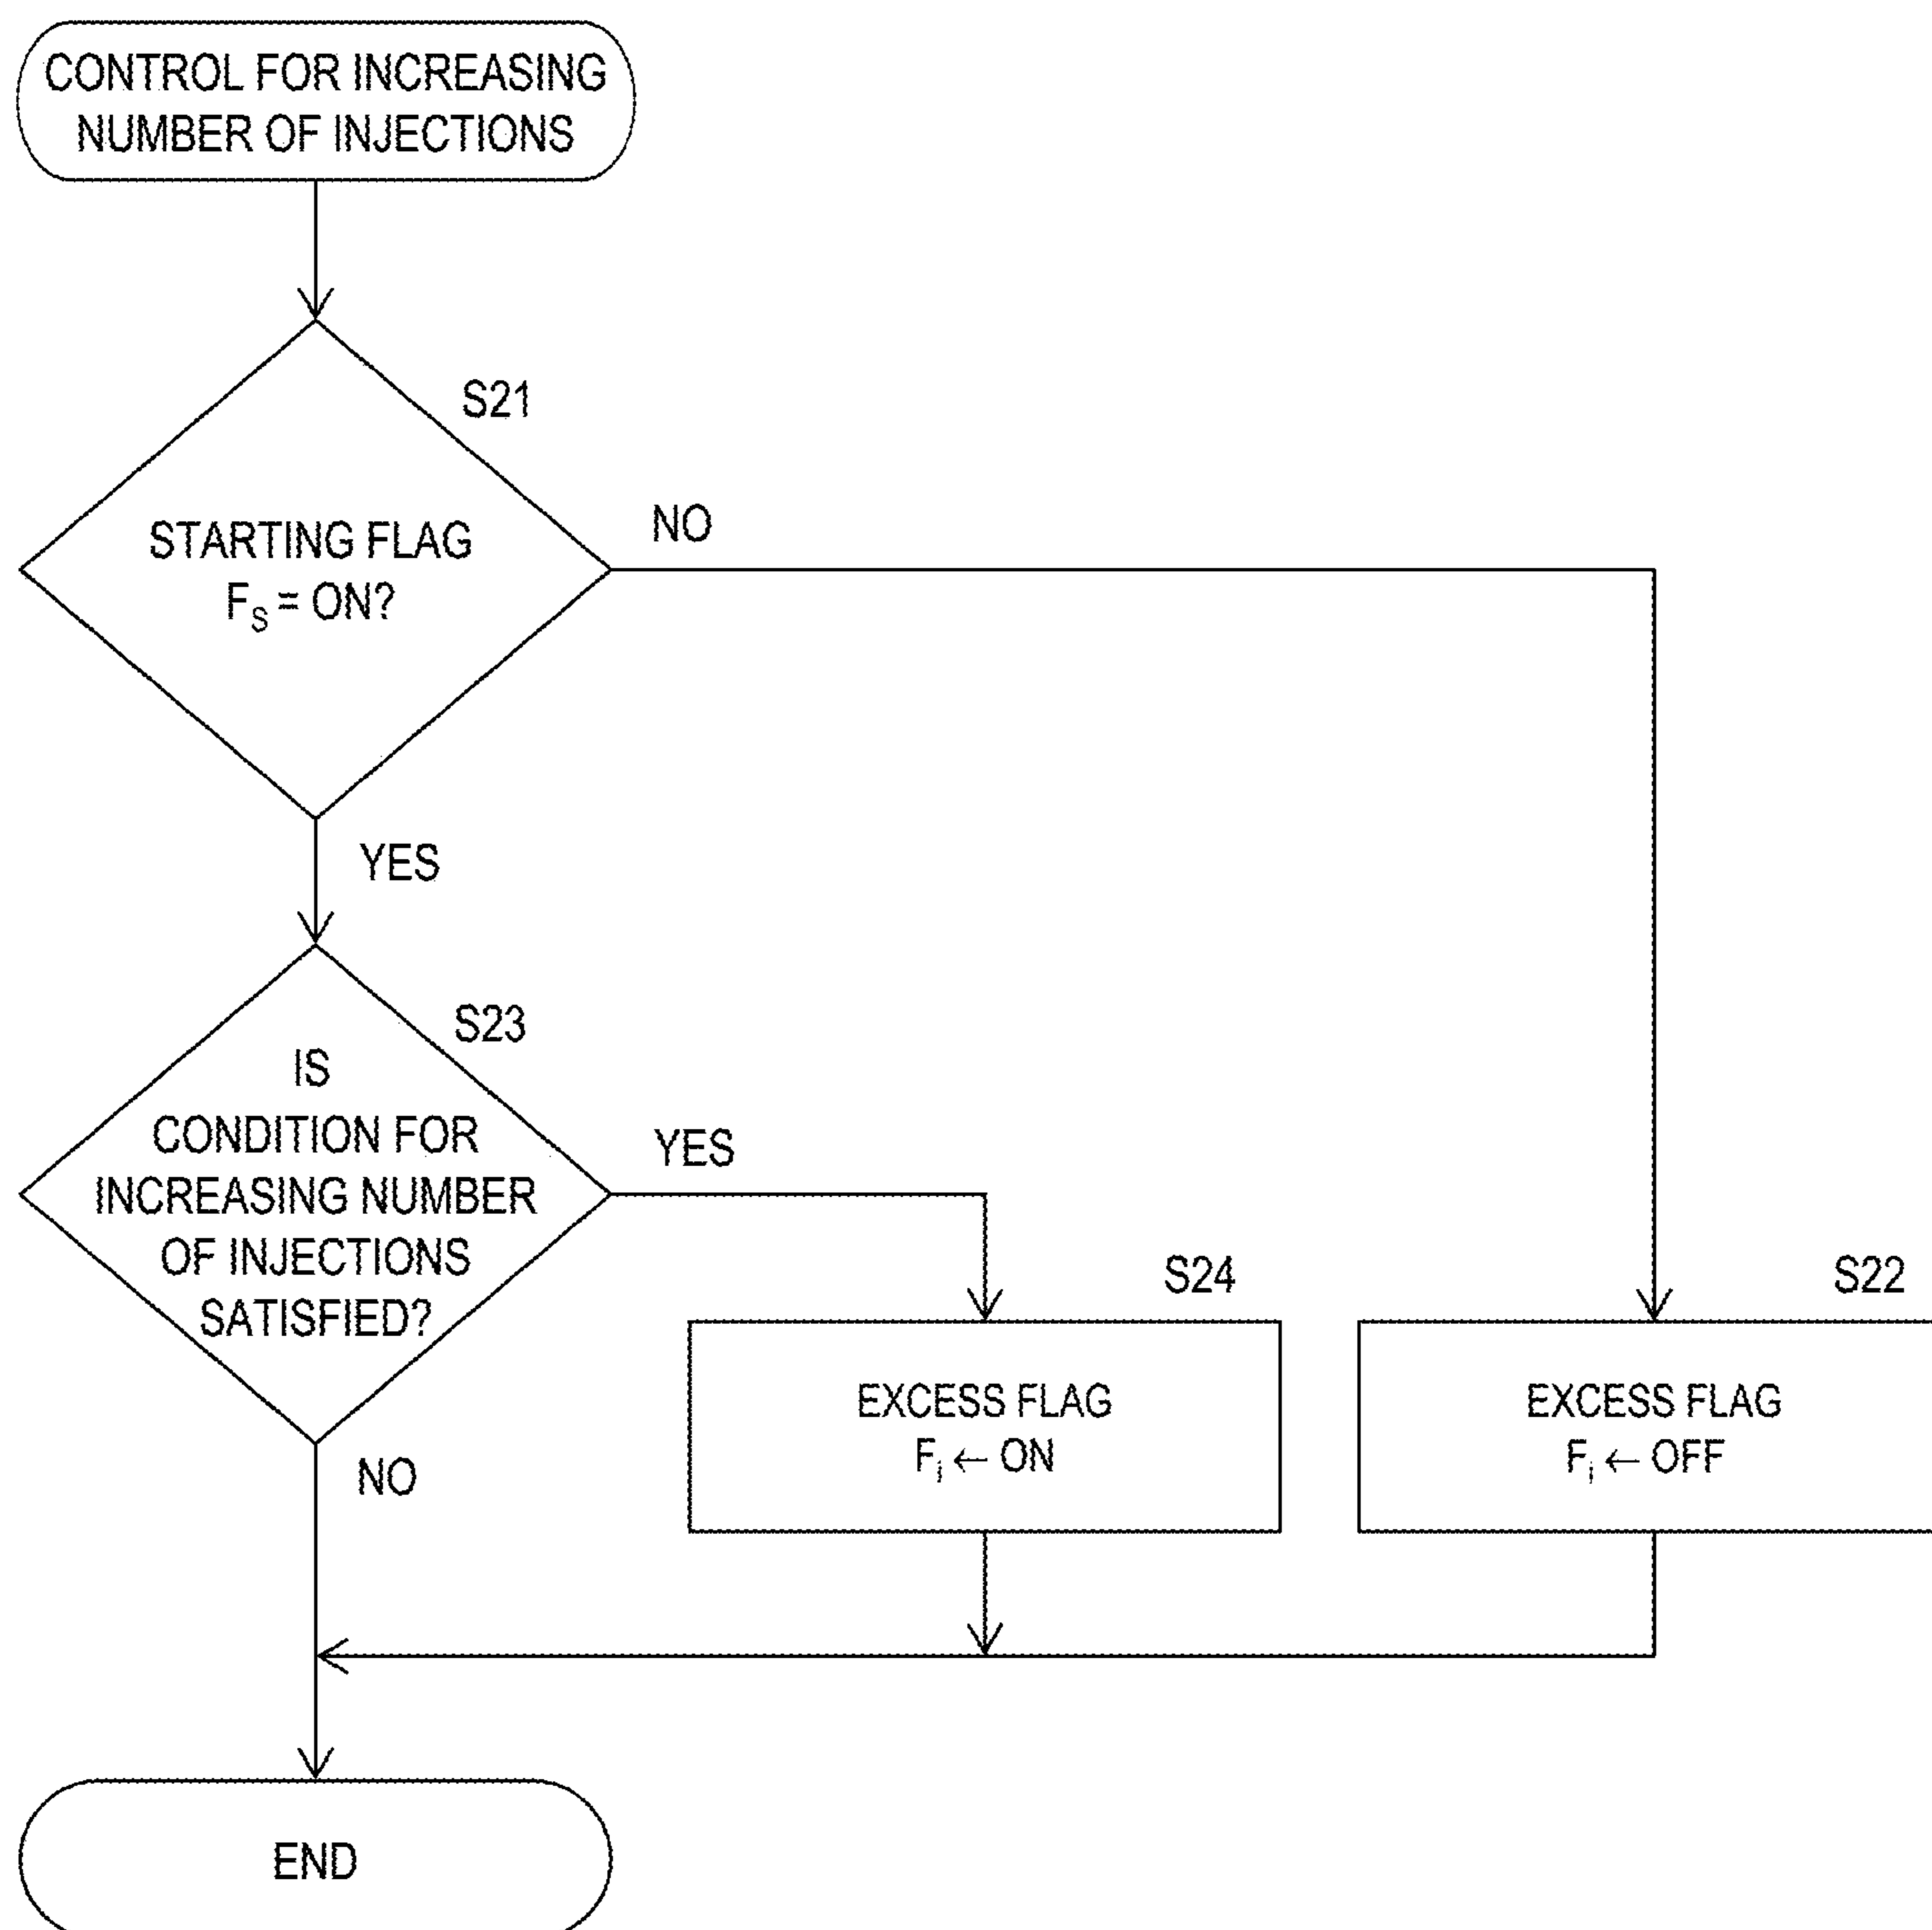 CONTROL FOR INCREASING
NUMBER OF INJECTIONS
S21
STARTING FLAG
FS = ON?
NO
YES
S23
IS
CONDITION FOR
INCREASING NUMBER
OF INJECTIONS
SATISFIED?
YES
NO
S24
EXCESS FLAG
Fi ← ON
S22
EXCESS FLAG
Fi ← OFF
END